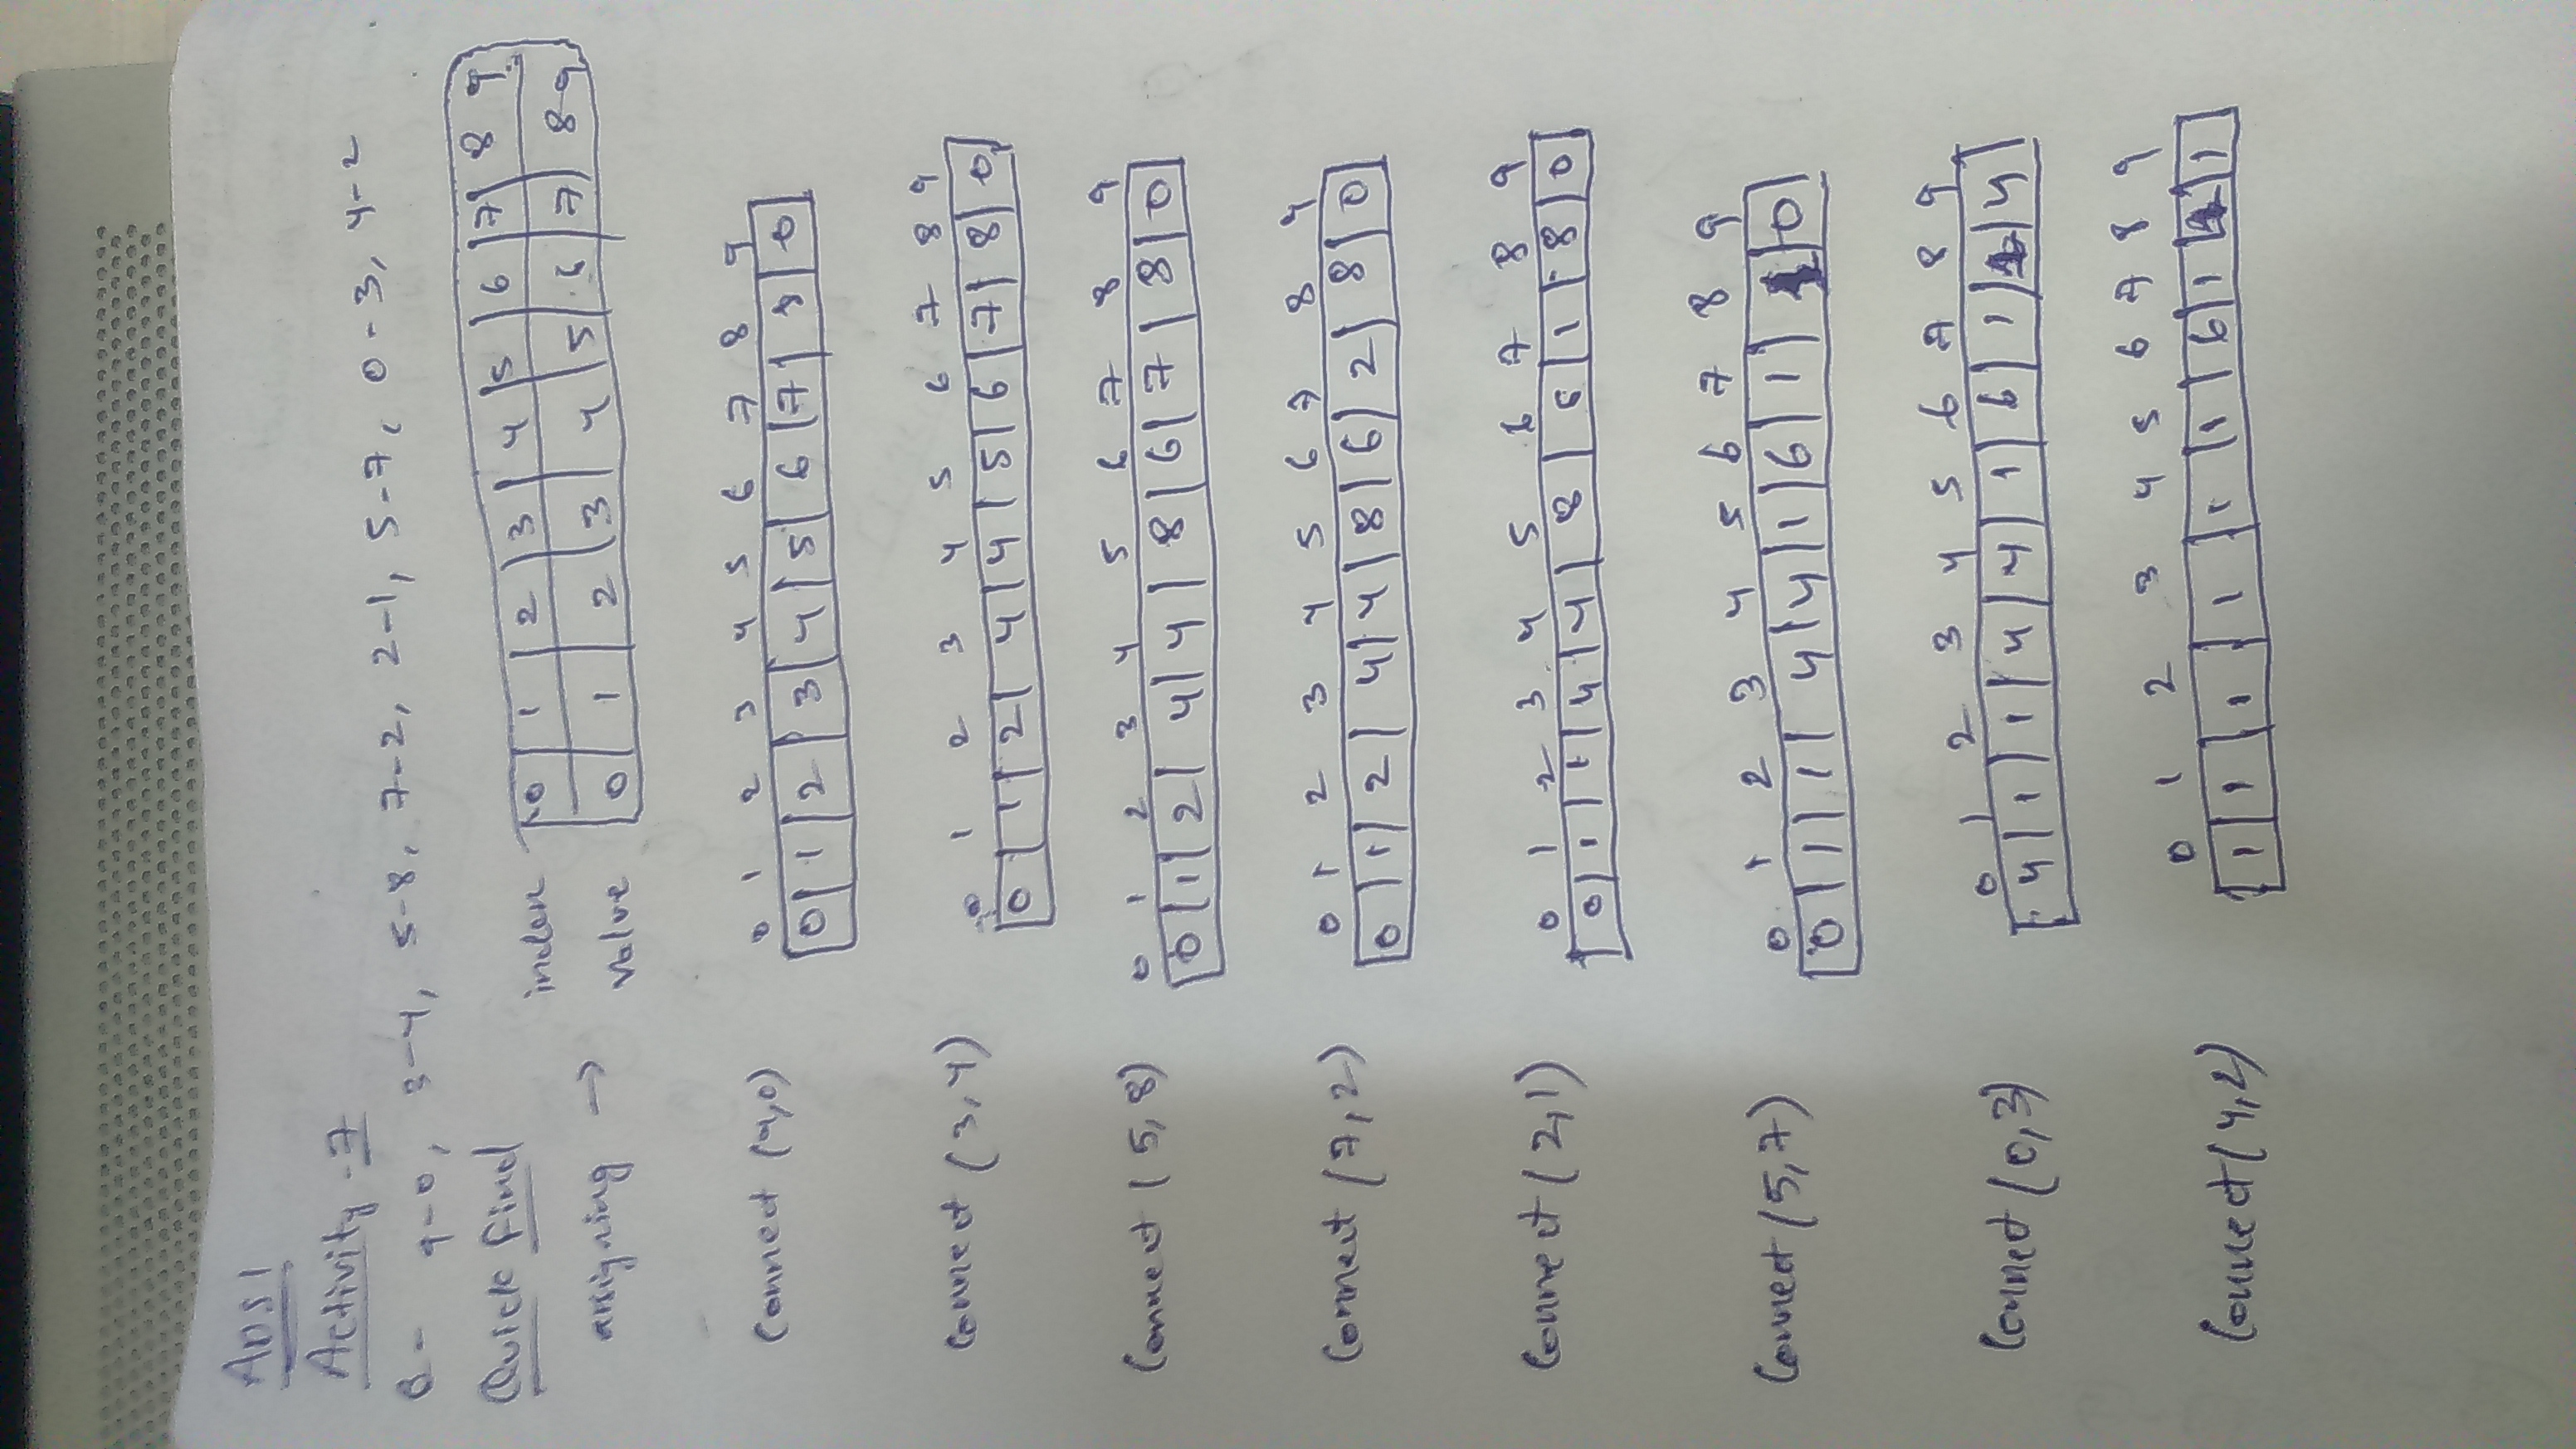 ADS1
Activity - 7
Q - 9-0, 3-4, 5-8, 7-2, 2-1, 5-7, 0-3, 4-2
Quick Find
index 0 1 2 3 4 5 6 7 8 9
assigning → value 0 1 2 3 4 5 6 7 8 9
0 1 2 3 4 5 6 7 8 9
Connect (9,0) 0 1 2 3 4 5 6 7 8 0
0 1 2 3 4 5 6 7 8 9
Connect (3,4) 0 1 2 4 4 5 6 7 8 0
0 1 2 3 4 5 6 7 8 9
Connect (5,8) 0 1 2 4 4 8 6 7 8 0
0 1 2 3 4 5 6 7 8 9
Connect (7,2) 0 1 2 4 4 8 6 2 8 0
0 1 2 3 4 5 6 7 8 9
Connect (2,1) 0 1 1 4 4 8 6 1 8 0
0 1 2 3 4 5 6 7 8 9
Connect (5,7) 0 1 1 4 4 1 6 1 1 0
0 1 2 3 4 5 6 7 8 9
Connect (0,3) 4 1 1 4 4 1 6 1 1 4
0 1 2 3 4 5 6 7 8 9
Connect (4,2) 1 1 1 1 1 1 6 1 1 1